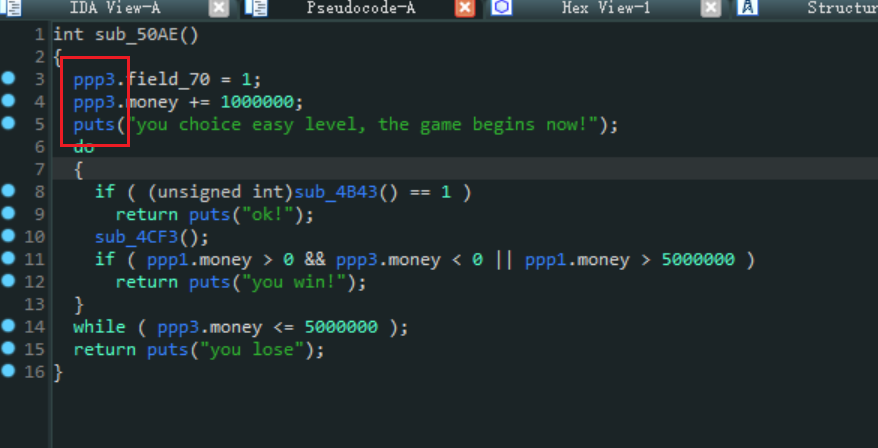 IDA View-A Pseudocode-A Hex View-1 Structur
1 int sub_50AE()
2 {
3 ppp3.field_70 = 1;
4 ppp3.money += 1000000;
5 puts("you choice easy level, the game begins now!");
6 do
7 {
8 if ( (unsigned int)sub_4B43() == 1 )
9 return puts("ok!");
10 sub_4CF3();
11 if ( ppp1.money > 0 && ppp3.money < 0 || ppp1.money > 5000000 )
12 return puts("you win!");
13 }
14 while ( ppp3.money <= 5000000 );
15 return puts("you lose");
16 }